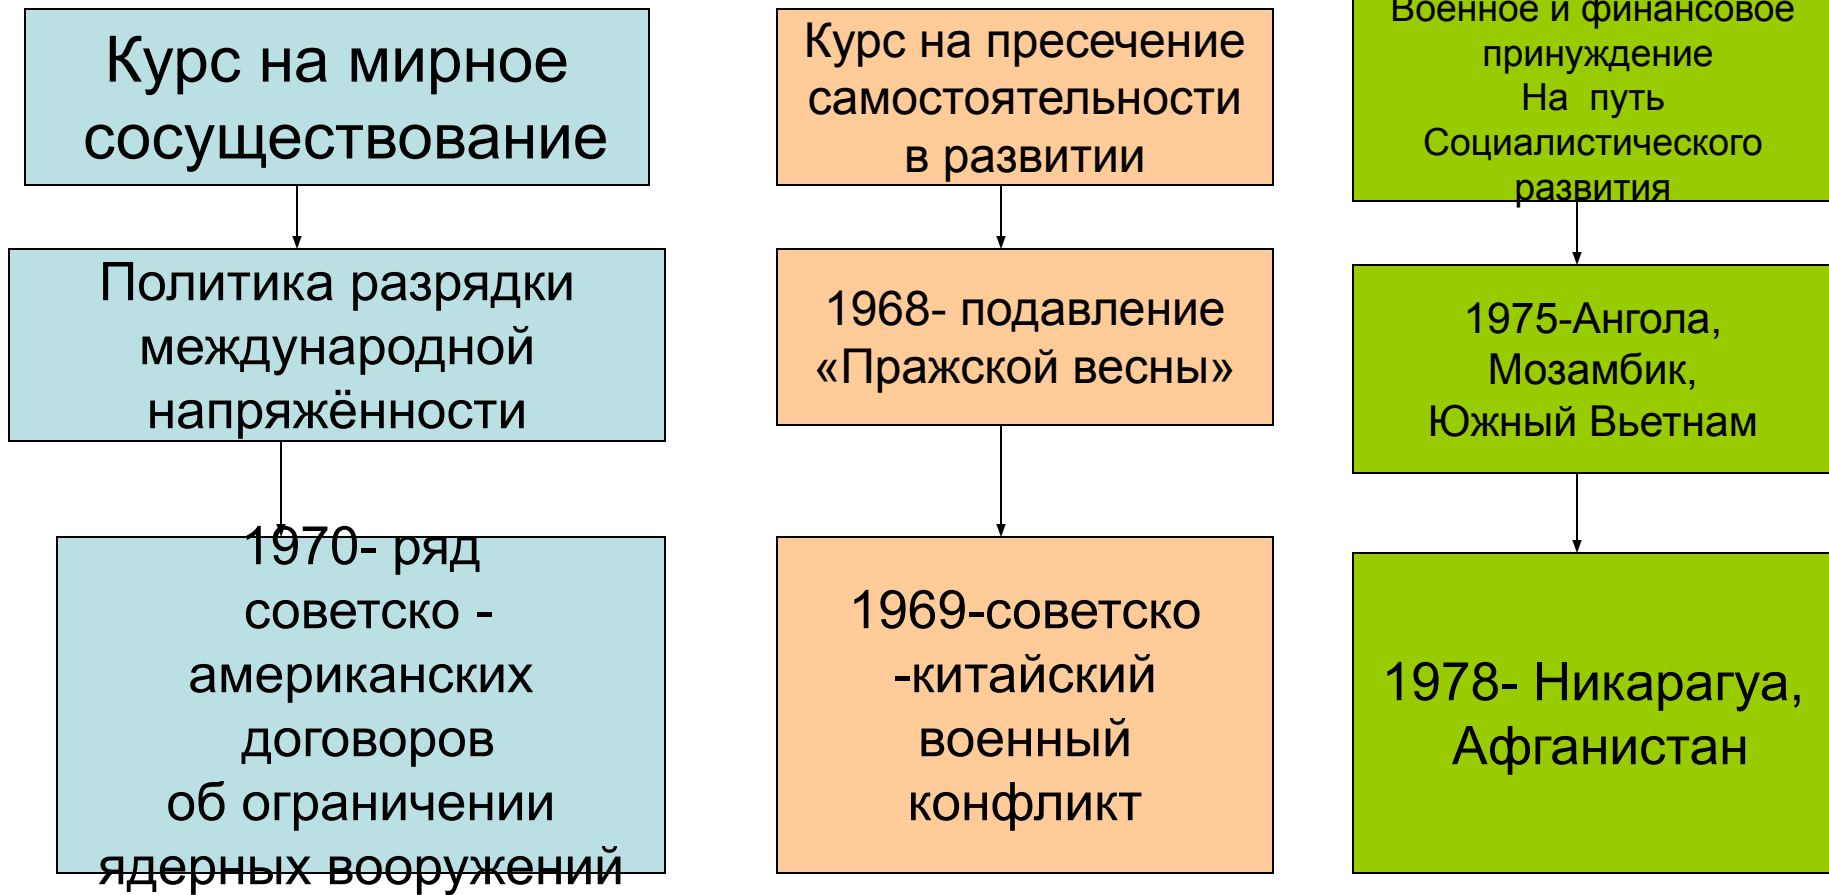 Курс на мирное
сосуществование
Политика разрядки
международной
напряжённости
1970- ряд
советско -
американских
договоров
об ограничении
ядерных вооружений
Курс на пресечение
самостоятельности
в развитии
1968- подавление
«Пражской весны»
1969-советско
-китайский
военный
конфликт
Военное и финансовое
принуждение
На путь
Социалистического
развития
1975-Ангола,
Мозамбик,
Южный Вьетнам
1978- Никарагуа,
Афганистан